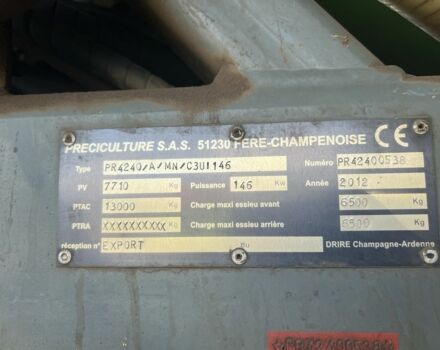 PRECICULTURE S.A.S. 51230 FERE-CHAMPENOISE CE
Type PR4240/A/MN/C3U1146 Numéro PR42400538
PV 7710 Kg Puissance 146 Kw Année 2012
PTAC 13000 Kg Charge maxi essieu avant 6500 Kg
PTRA XXXXXXXXXX Kg Charge maxi essieu arrière 6500 Kg
réception n° EXPORT du DRIRE Champagne-Ardenne